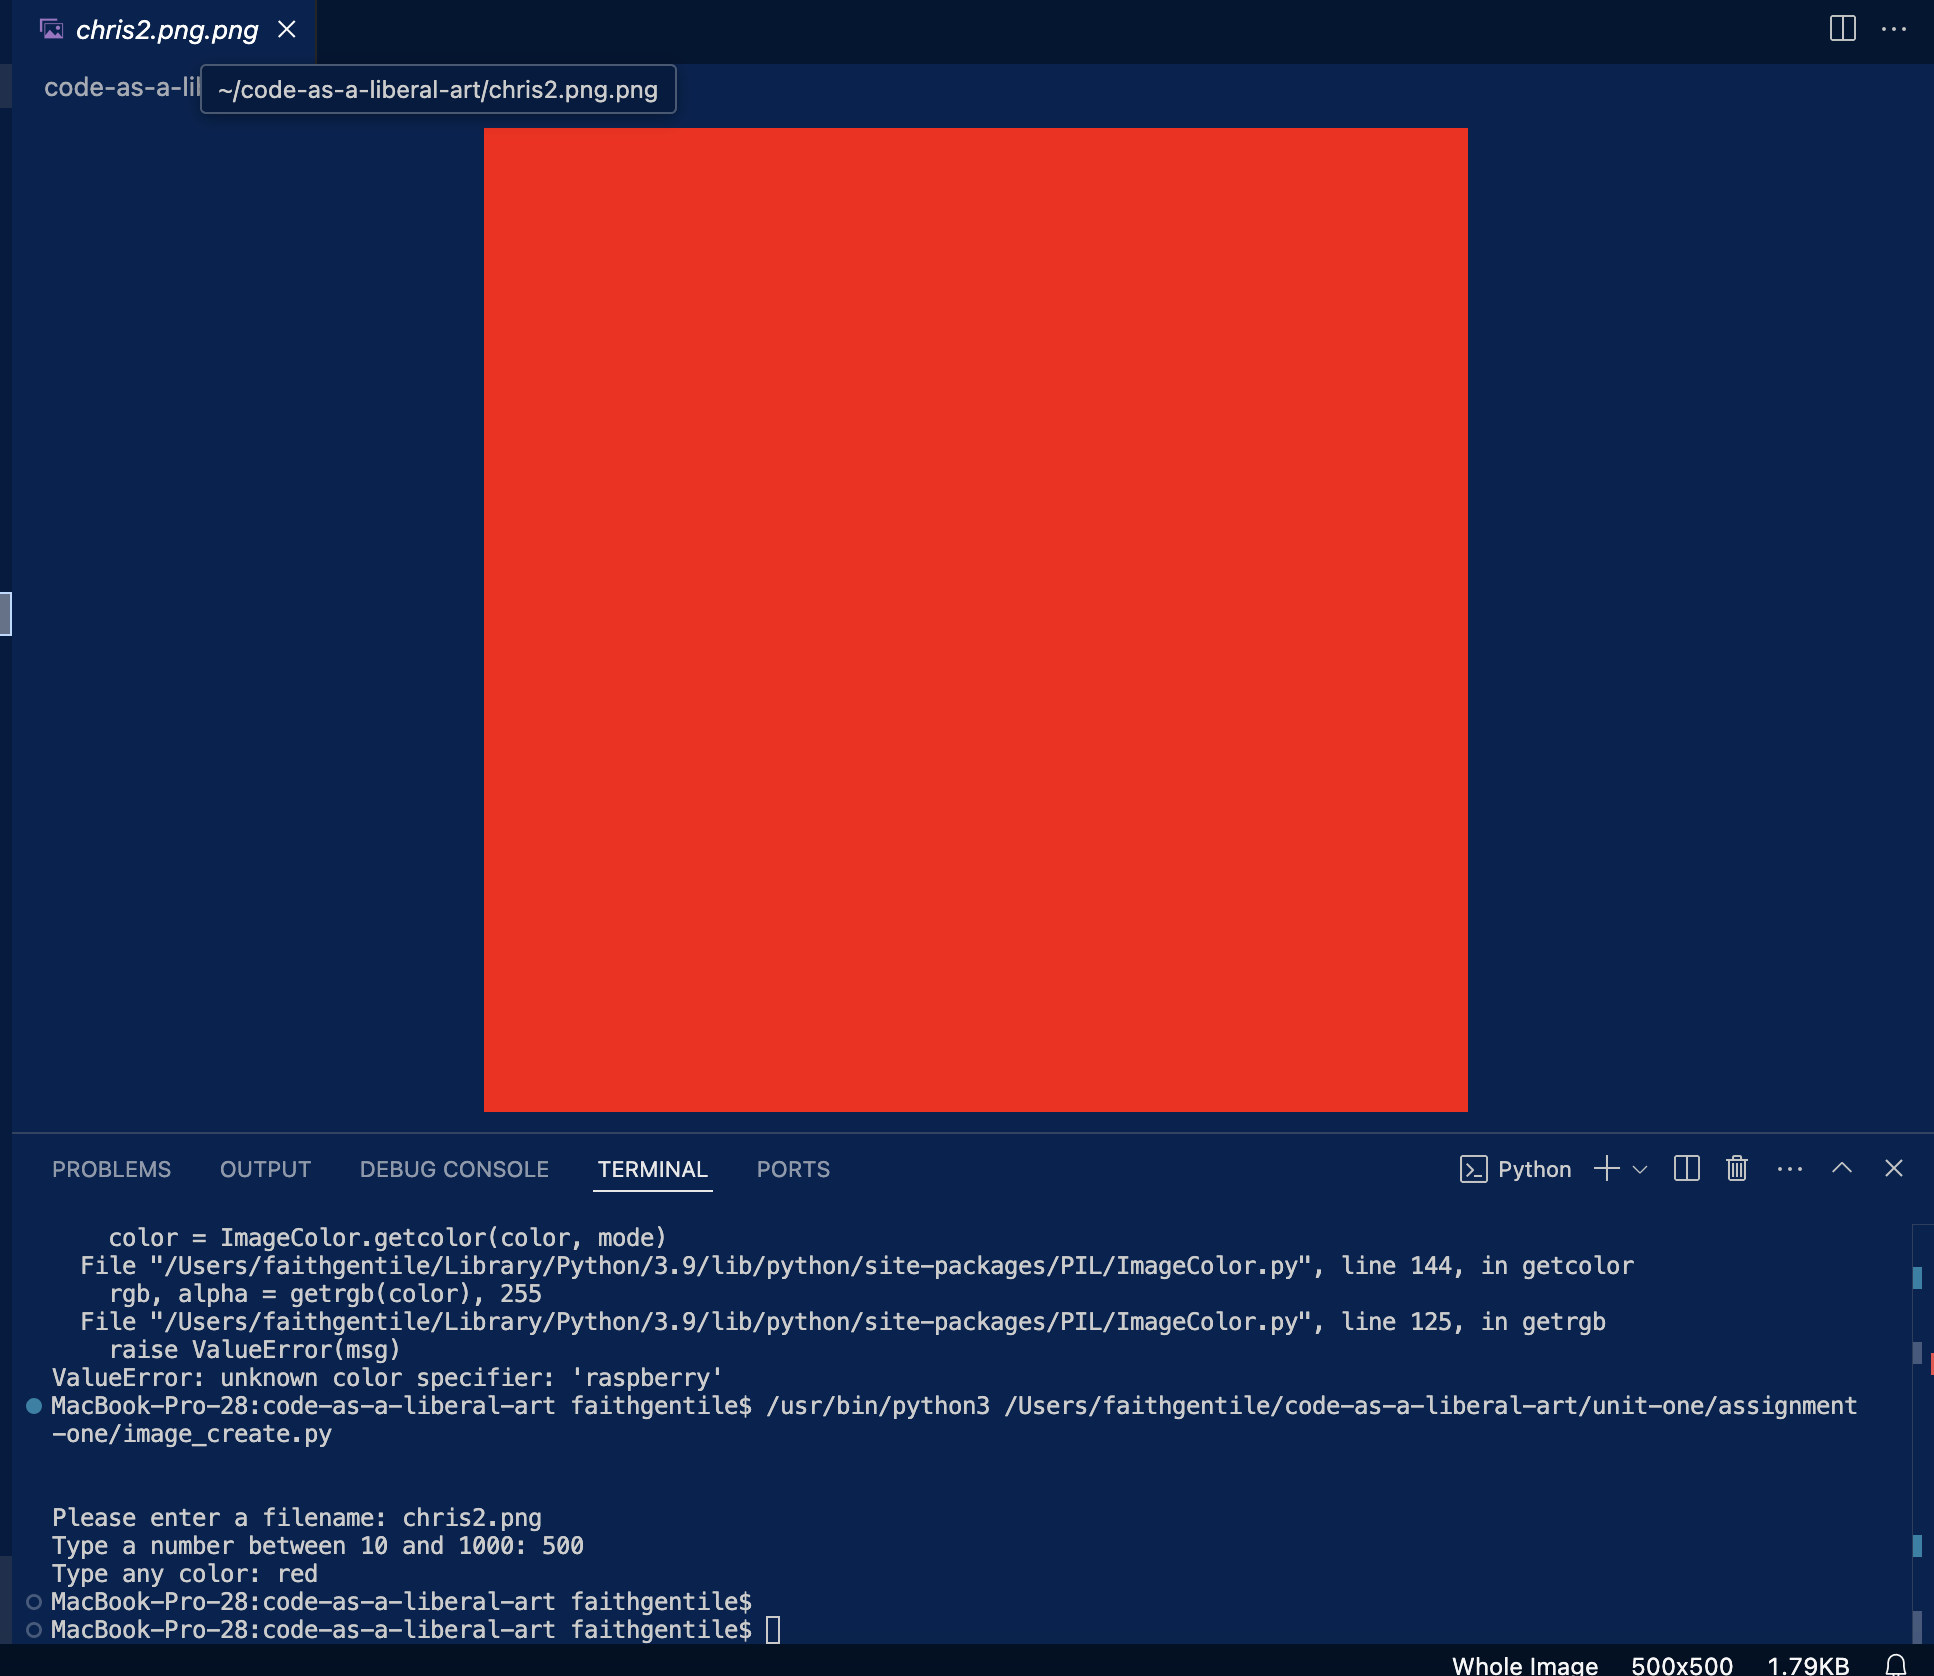 chris2.png.png
code-as-a-lil
~/code-as-a-liberal-art/chris2.png.png
PROBLEMS OUTPUT DEBUG CONSOLE TERMINAL PORTS Python
    color = ImageColor.getcolor(color, mode)
  File "/Users/faithgentile/Library/Python/3.9/lib/python/site-packages/PIL/ImageColor.py", line 144, in getcolor
    rgb, alpha = getrgb(color), 255
  File "/Users/faithgentile/Library/Python/3.9/lib/python/site-packages/PIL/ImageColor.py", line 125, in getrgb
    raise ValueError(msg)
ValueError: unknown color specifier: 'raspberry'
MacBook-Pro-28:code-as-a-liberal-art faithgentile$ /usr/bin/python3 /Users/faithgentile/code-as-a-liberal-art/unit-one/assignment
-one/image_create.py
Please enter a filename: chris2.png
Type a number between 10 and 1000: 500
Type any color: red
MacBook-Pro-28:code-as-a-liberal-art faithgentile$
MacBook-Pro-28:code-as-a-liberal-art faithgentile$
Whole Image 500x500 1.79KB